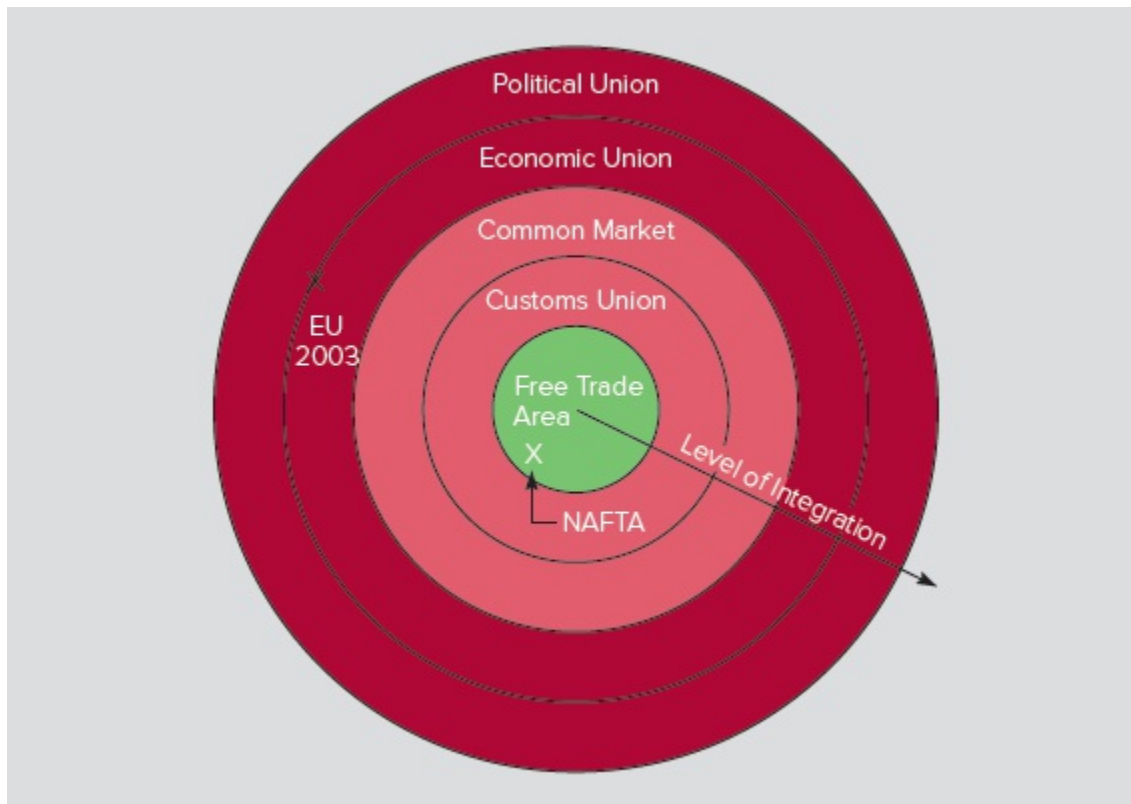 Political Union
Economic Union
Common Market
Customs Union
EU
2003
Free Trade
Area
X
NAFTA
Level of Integration
X